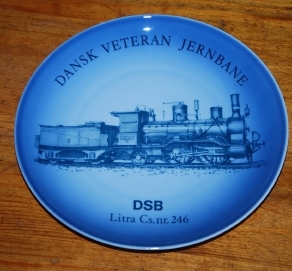 DANSK VETERAN JERNBANE
DSB
Litra Cs.nr. 246